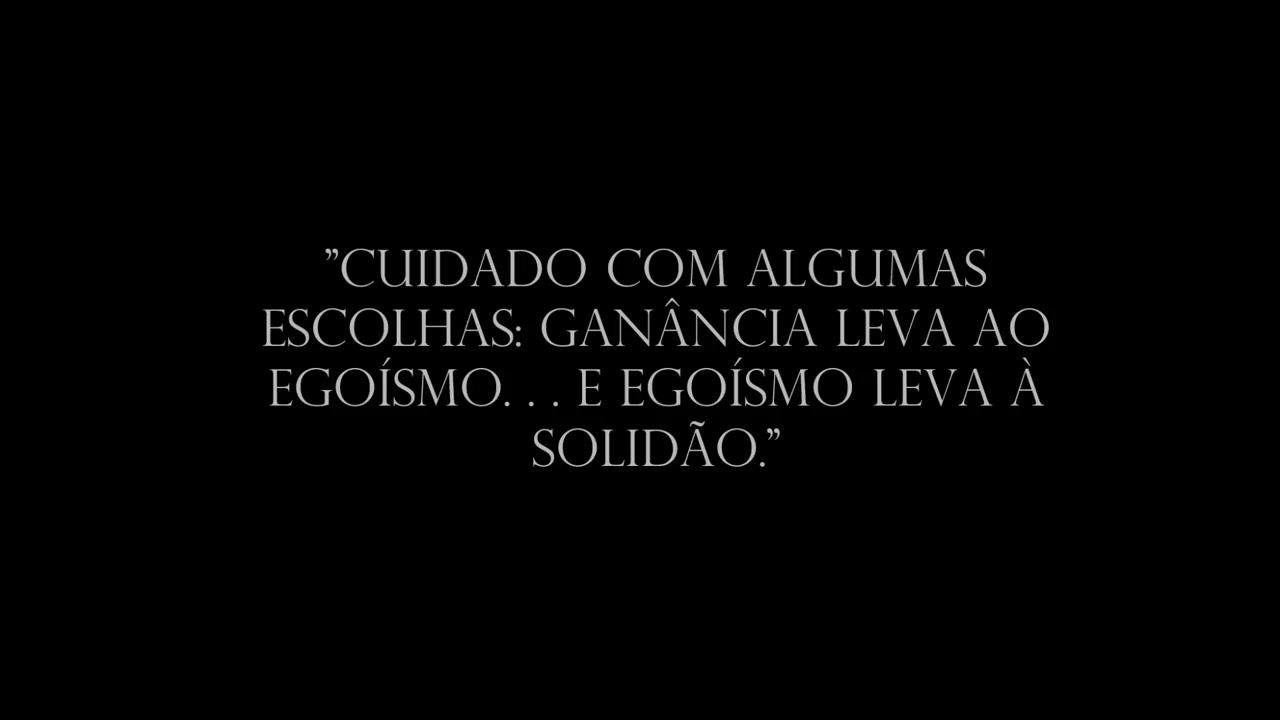 ”CUIDADO COM ALGUMAS
ESCOLHAS: GANÂNCIA LEVA AO
EGOÍSMO. . . E EGOÍSMO LEVA À
SOLIDÃO.”